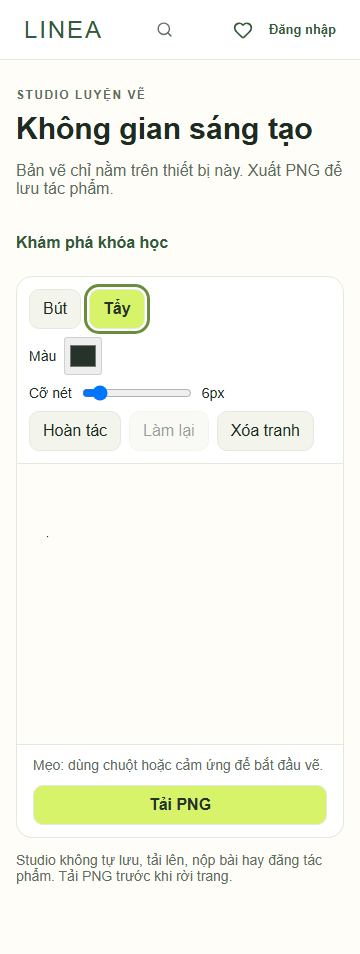 LINEA
Đăng nhập
STUDIO LUYỆN VẼ
Không gian sáng tạo
Bản vẽ chỉ nằm trên thiết bị này. Xuất PNG để
lưu tác phẩm.
Khám phá khóa học
Bút
Tẩy
Màu
Cỡ nét
6px
Hoàn tác
Làm lại
Xóa tranh
Mẹo: dùng chuột hoặc cảm ứng để bắt đầu vẽ.
Tải PNG
Studio không tự lưu, tải lên, nộp bài hay đăng tác
phẩm. Tải PNG trước khi rời trang.